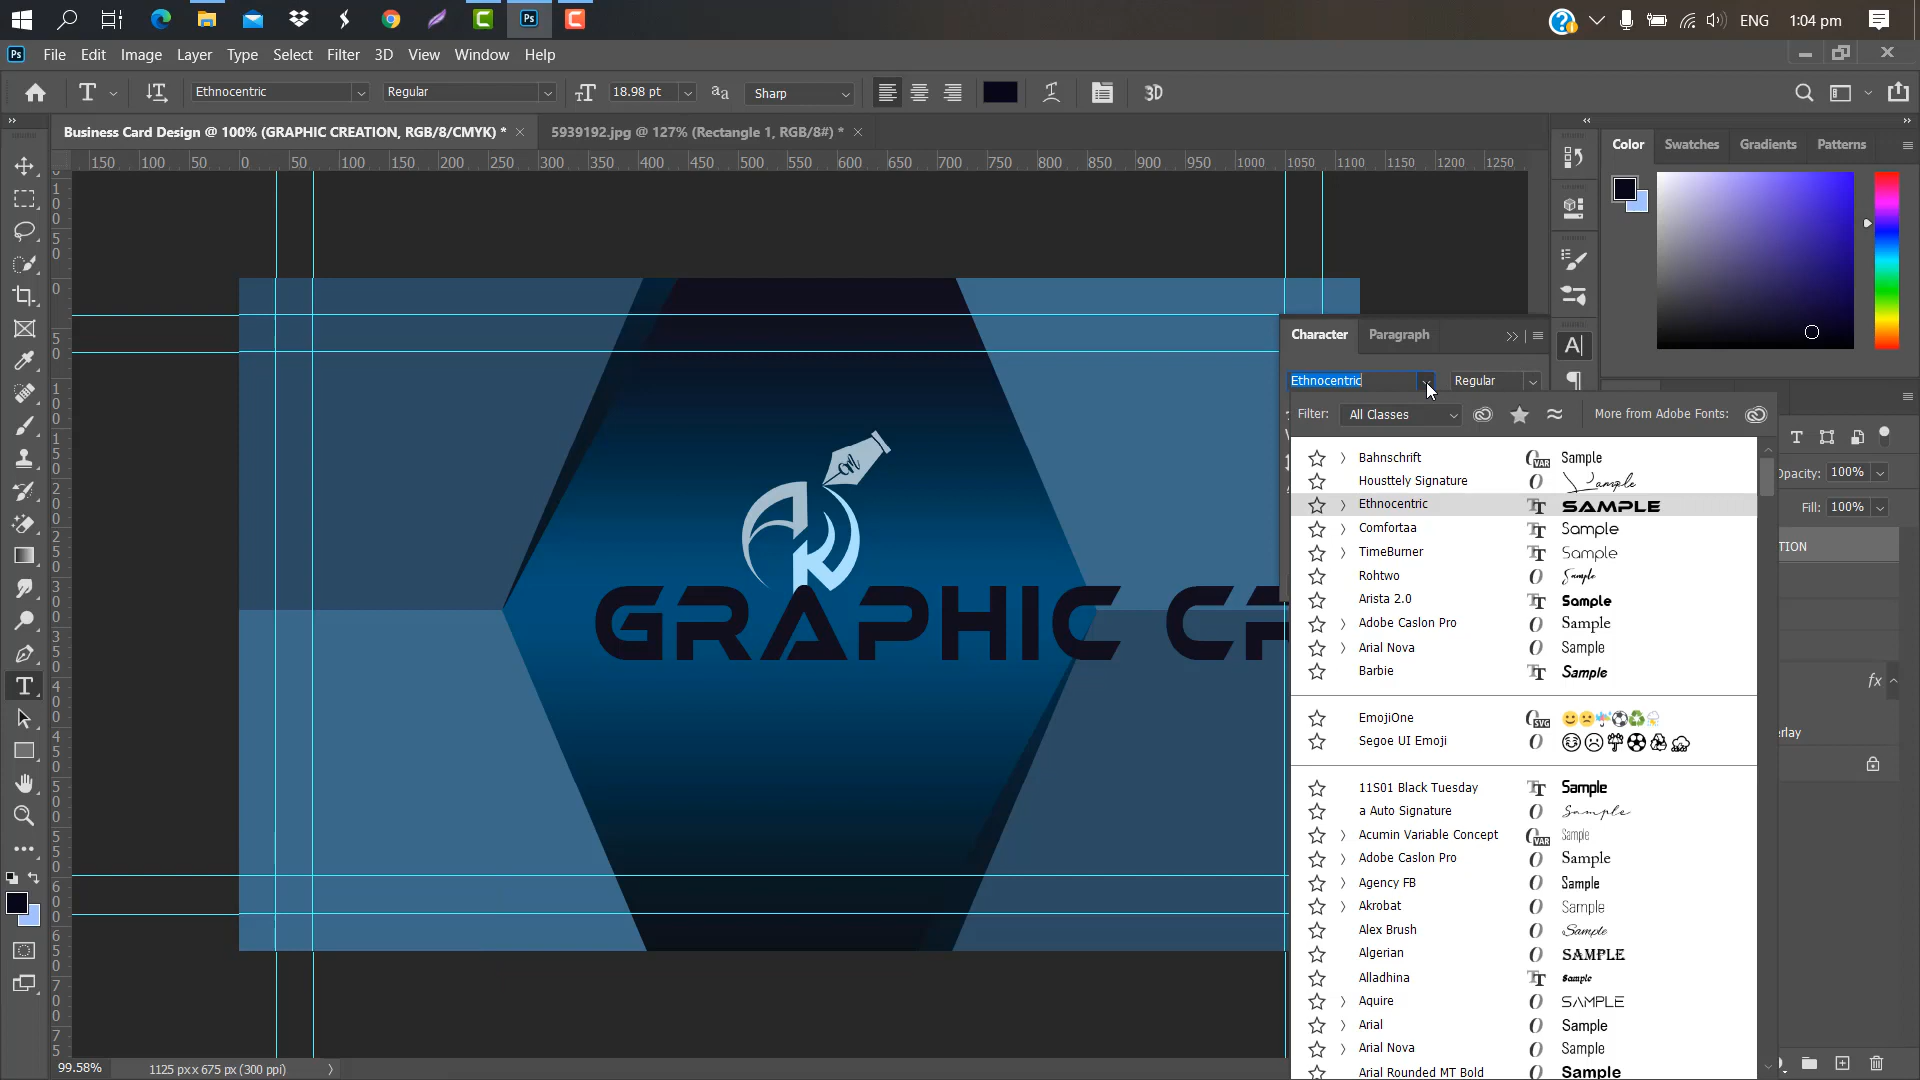 ENG
1:04 pm
File Edit Image Layer Type Select Filter 3D View Window Help
Ethnocentric Regular 18.98 pt Sharp 3D
Business Card Design @ 100% (GRAPHIC CREATION, RGB/8/CMYK) *
5939192.jpg @ 127% (Rectangle 1, RGB/8#) *
Color Swatches Gradients Patterns
150 100 50 0 50 100 150 200 250 300 350 400 450 500 550 600 650 700 750 800 850 900 950 1000 1050 1100 1150 1200 1250
Character Paragraph
Ethnocentric Regular
Filter: All Classes More from Adobe Fonts:
Bahnschrift Sample
Housttely Signature Sample
Ethnocentric SAMPLE
Comfortaa Sample
TimeBurner Sample
Rohtwo Sample
Arista 2.0 Sample
Adobe Caslon Pro Sample
Arial Nova Sample
Barbie Sample
EmojiOne
Segoe UI Emoji
11S01 Black Tuesday Sample
a Auto Signature Sample
Acumin Variable Concept Sample
Adobe Caslon Pro Sample
Agency FB Sample
Akrobat Sample
Alex Brush Sample
Algerian SAMPLE
Alladhina Sample
Aquire SAMPLE
Arial Sample
Arial Nova Sample
Arial Rounded MT Bold Sample
Opacity: 100%
Fill: 100%
TION
fx
erlay
GRAPHIC CR
99.58% 1125 px x 675 px (300 ppi)